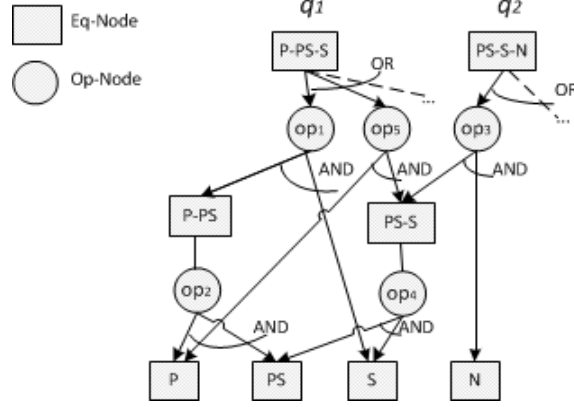 q1 q2
Eq-Node
P-PS-S PS-S-N
OR
Op-Node
OR
... ...
op1 op5 op3
AND AND AND
P-PS PS-S
op2 op4
AND AND
P PS S N